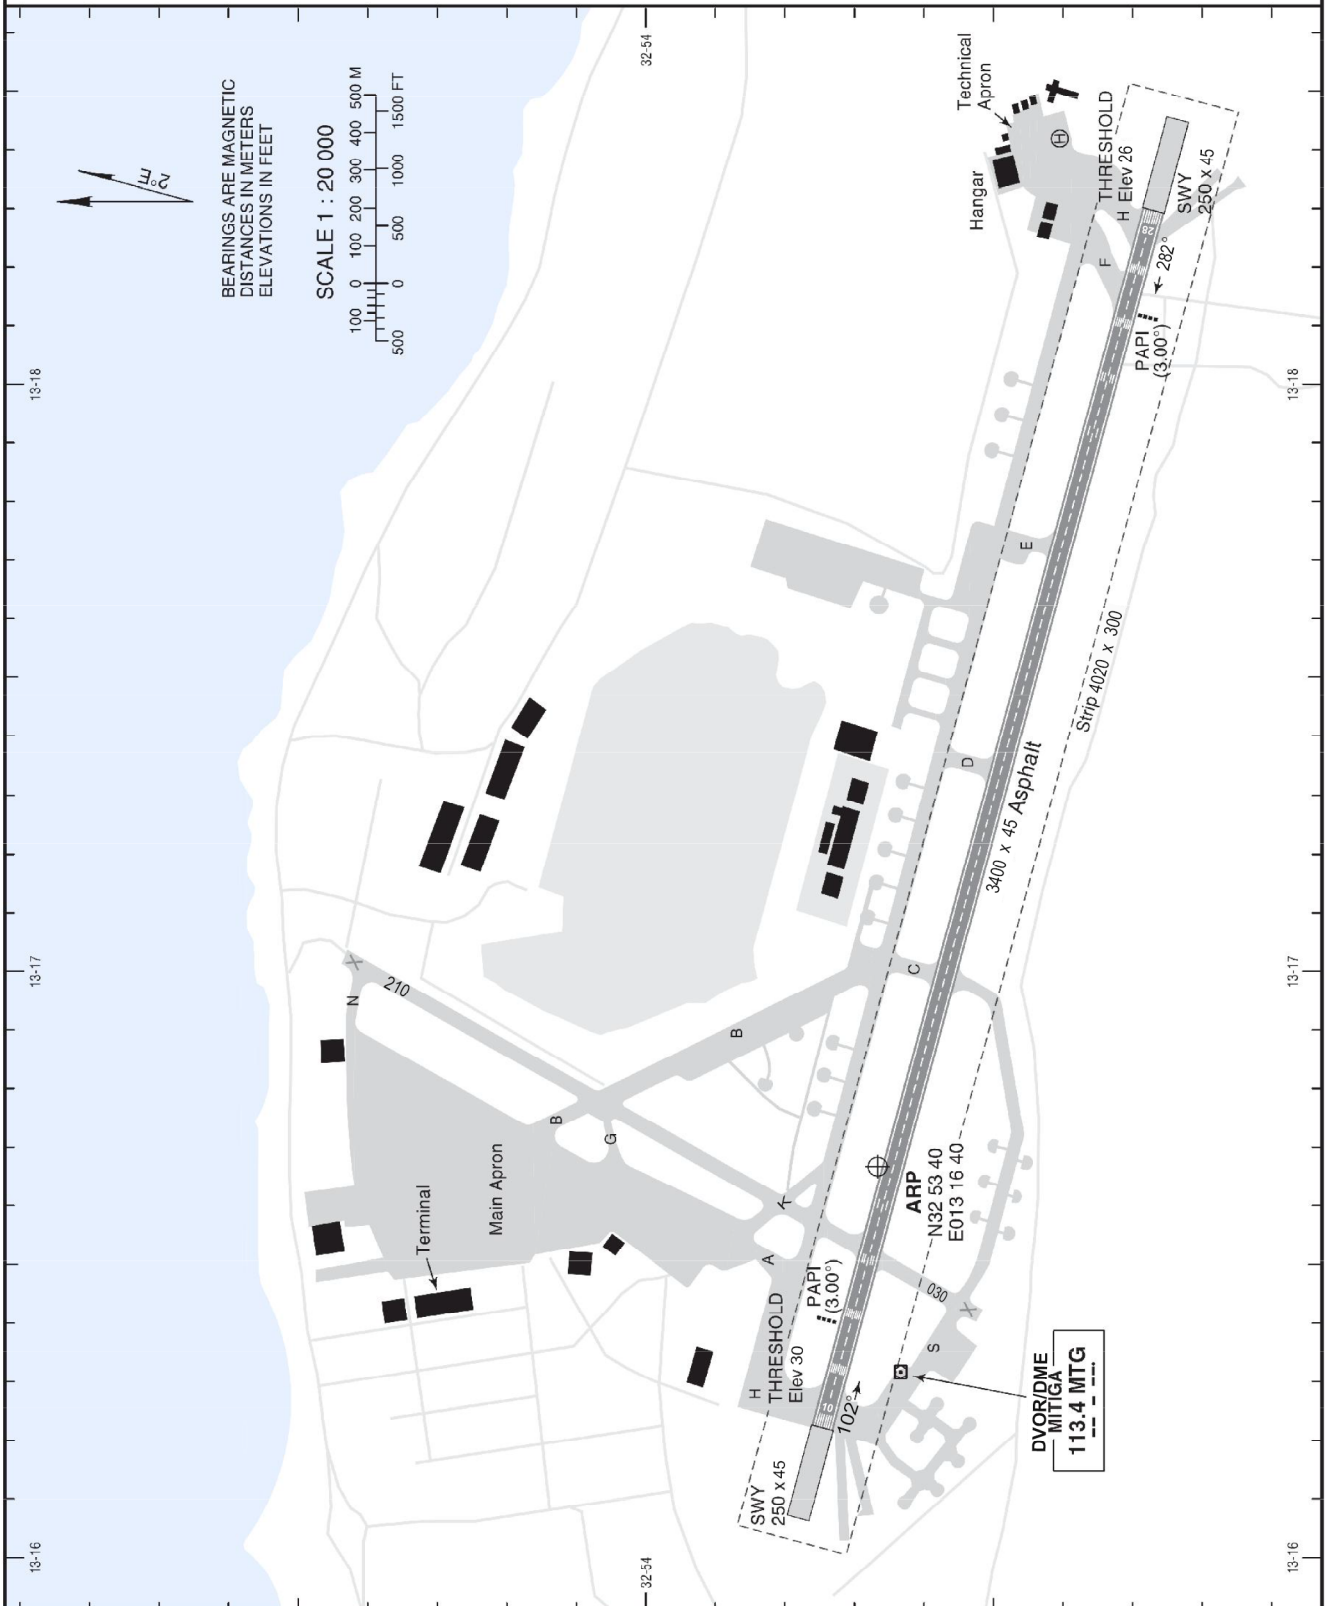 BEARINGS ARE MAGNETIC
DISTANCES IN METERS
ELEVATIONS IN FEET
2°E
SCALE 1 : 20 000
100 0 100 200 300 400 500 M
500 0 500 1000 1500 FT
32-54
32-54
13-16
13-17
13-18
13-16
13-17
13-18
Technical
Apron
Hangar
H
THRESHOLD
Elev 26
H
F
SWY
250 x 45
28
282°
PAPI
(3.00°)
E
D
C
Strip 4020 x 300
3400 x 45 Asphalt
N
210
B
B
G
Main Apron
Terminal
K
A
ARP
N32 53 40
E013 16 40
PAPI
(3.00°)
THRESHOLD
Elev 30
H
030
X
X
S
10
102°
SWY
250 x 45
DVOR/DME
MITIGA
113.4 MTG